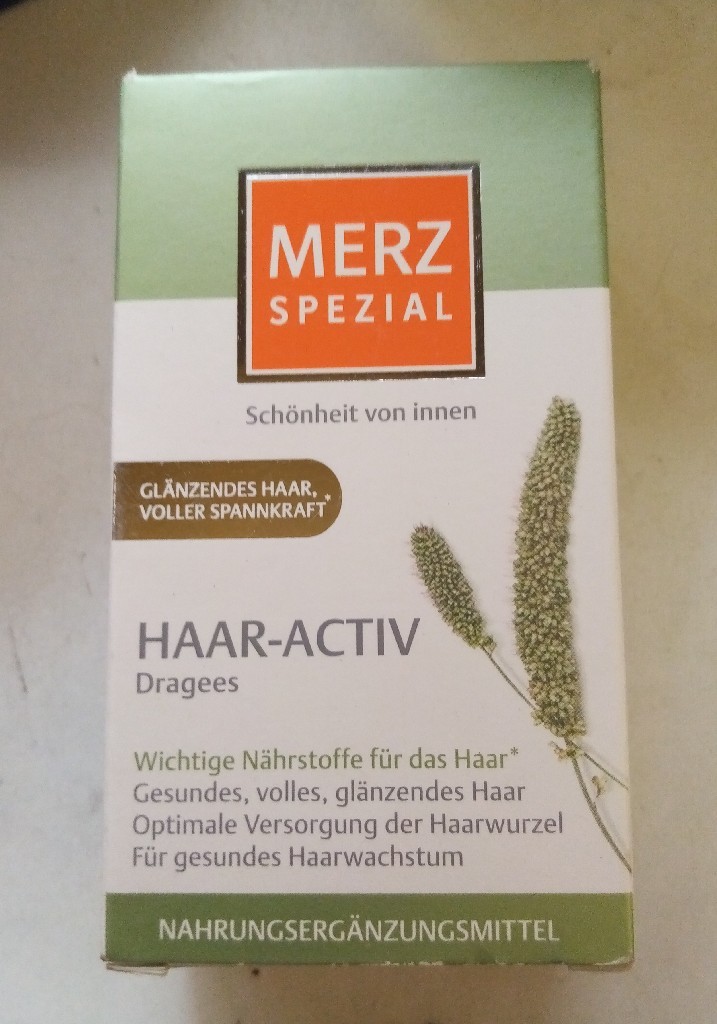 MERZ
SPEZIAL
Schönheit von innen
GLÄNZENDES HAAR,
VOLLER SPANNKRAFT*
HAAR-ACTIV
Dragees
Wichtige Nährstoffe für das Haar*
Gesundes, volles, glänzendes Haar
Optimale Versorgung der Haarwurzel
Für gesundes Haarwachstum
NAHRUNGSERGÄNZUNGSMITTEL